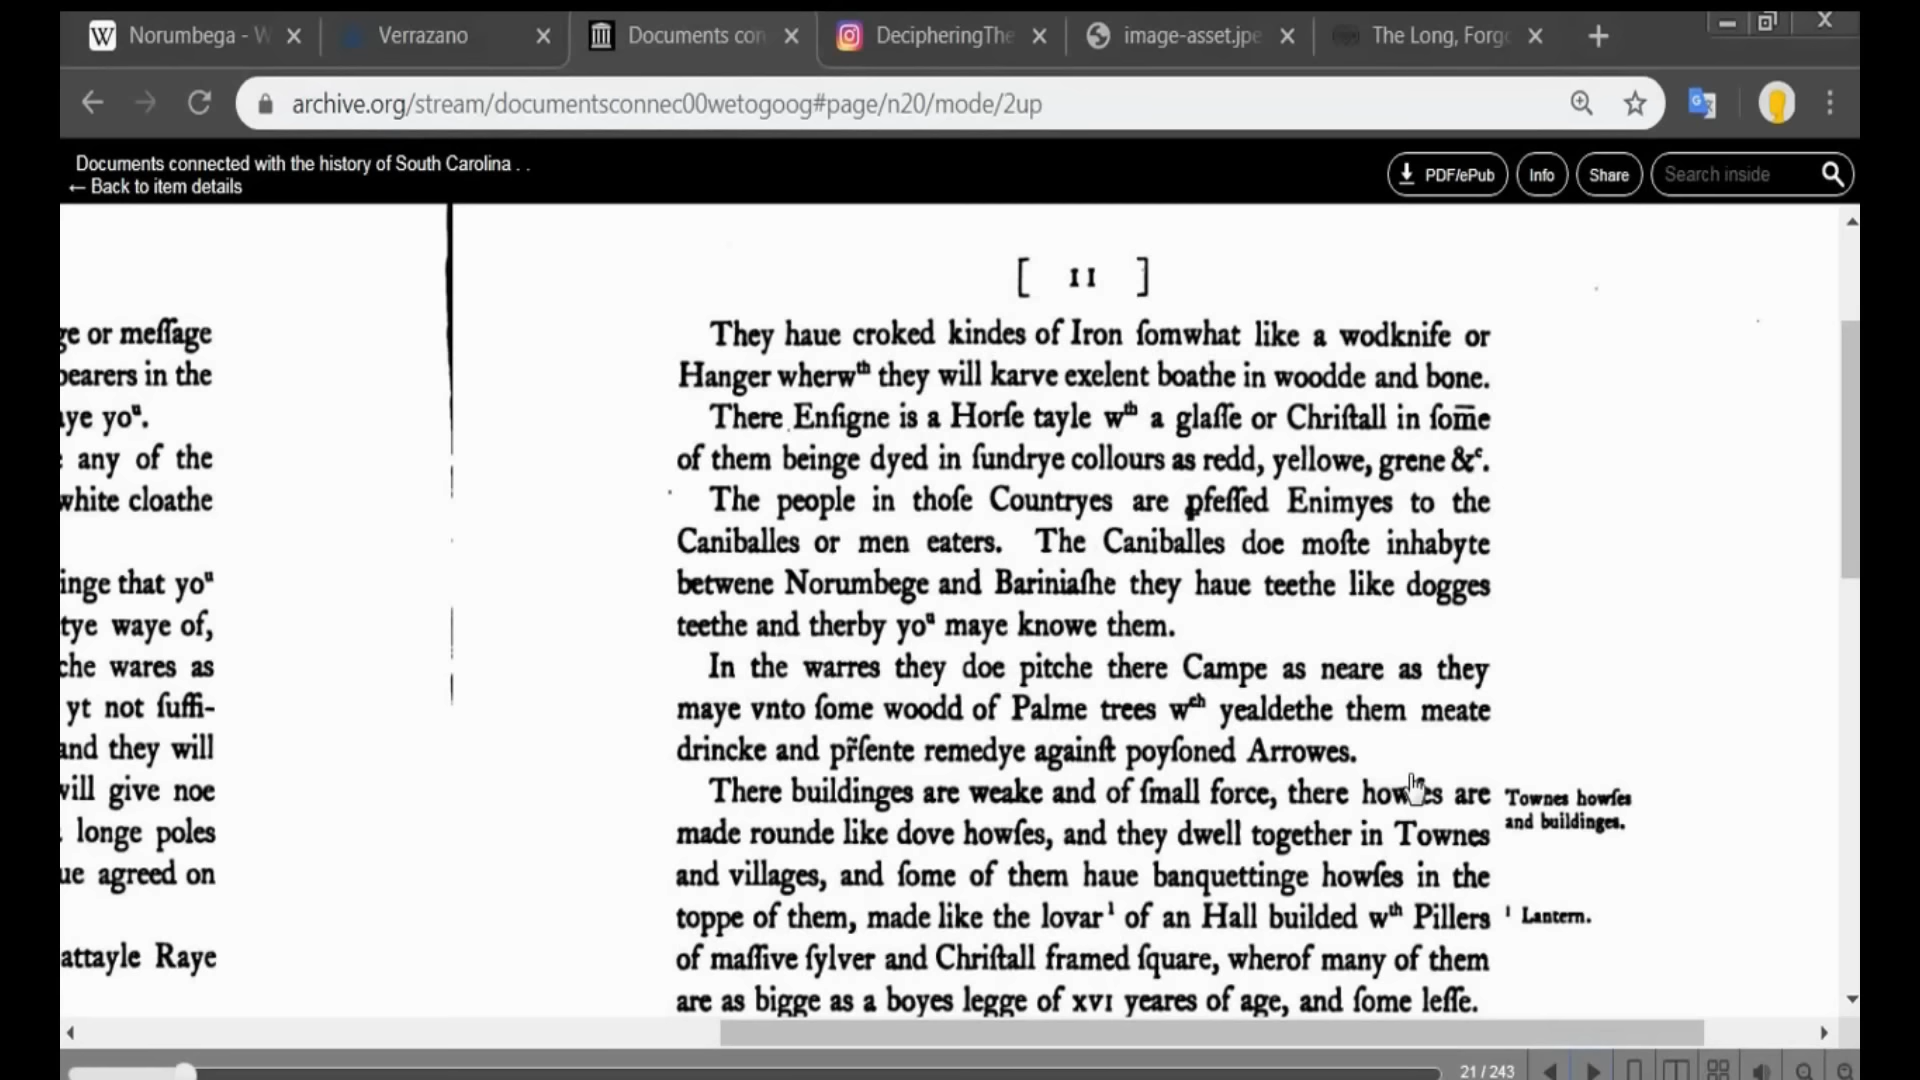 Norumbega - W
Verrazano
Documents con
DecipheringThe
image-asset.jpe
The Long, Forgo
archive.org/stream/documentsconnec00wetogoog#page/n20/mode/2up
Documents connected with the history of South Carolina . .
← Back to item details
PDF/ePub
Info
Share
Search inside
ge or meſſage
bearers in the
aye yoᵘ.
any of the
white cloathe
inge that yoᵘ
tye waye of,
che wares as
yt not ſuffi-
and they will
will give noe
longe poles
ue agreed on
attayle Raye
[ 11 ]
They haue croked kindes of Iron ſomwhat like a wodknife or
Hanger wherwᵗʰ they will karve exelent boathe in woodde and bone.
There Enſigne is a Horſe tayle wᵗʰ a glaſſe or Chriſtall in ſom̅e
of them beinge dyed in ſundrye collours as redd, yellowe, grene &ᶜ.
The people in thoſe Countryes are ꝓfeſſed Enimyes to the
Caniballes or men eaters. The Caniballes doe moſte inhabyte
betwene Norumbege and Bariniaſhe they haue teethe like dogges
teethe and therby yoᵘ maye knowe them.
In the warres they doe pitche there Campe as neare as they
maye vnto ſome woodd of Palme trees wᶜʰ yealdethe them meate
drincke and pr̃ſente remedye againſt poyſoned Arrowes.
There buildinges are weake and of ſmall force, there howſes are
made rounde like dove howſes, and they dwell together in Townes
and villages, and ſome of them haue banquettinge howſes in the
toppe of them, made like the lovar¹ of an Hall builded wᵗʰ Pillers
of maſſive ſylver and Chriſtall framed ſquare, wherof many of them
are as bigge as a boyes legge of xvi yeares of age, and ſome leſſe.
Townes howſes
and buildinges.
¹ Lantern.
21 / 243